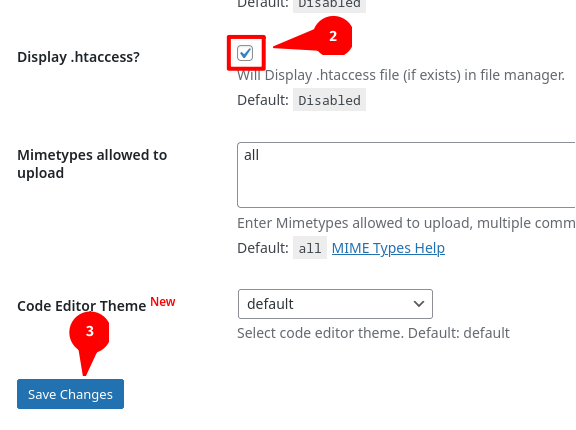 Default: Disabled
2
Display .htaccess?
Will Display .htaccess file (if exists) in file manager.
Default: Disabled
Mimetypes allowed to
upload
all
Enter Mimetypes allowed to upload, multiple comm
Default: all MIME Types Help
Code Editor Theme New
default
Select code editor theme. Default: default
3
Save Changes